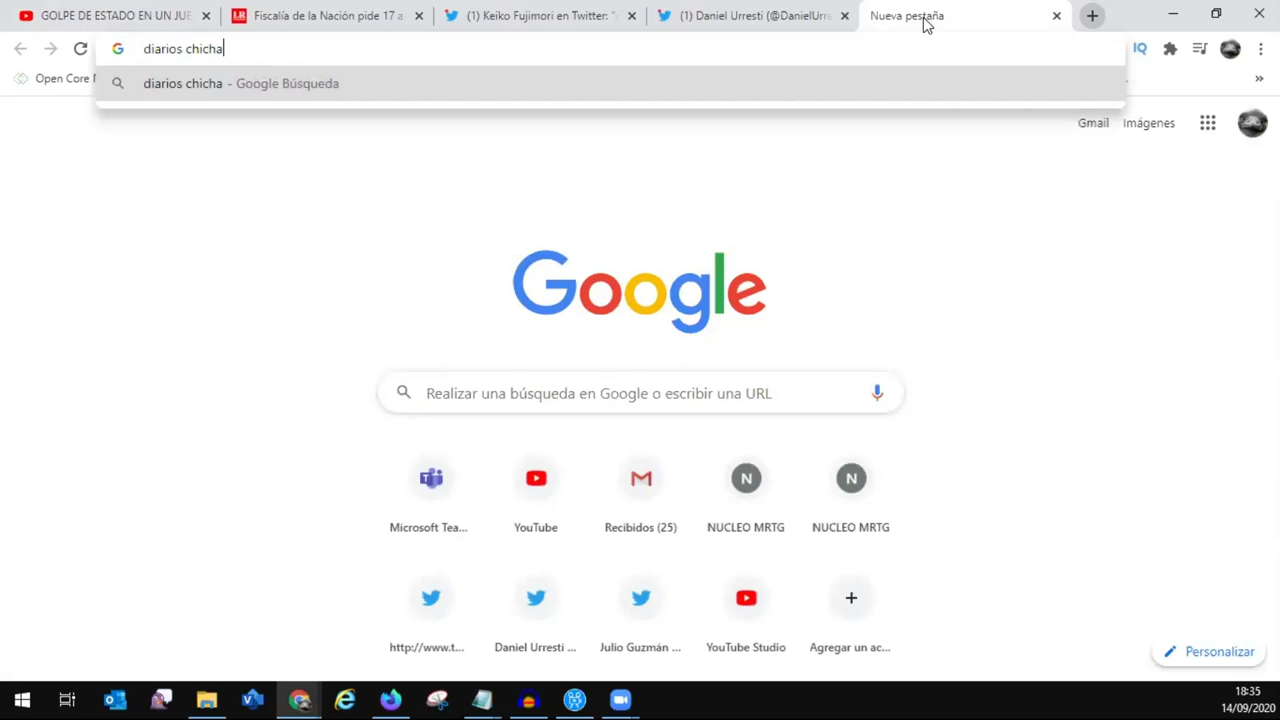 GOLPE DE ESTADO EN UN JUE
LR Fiscalía de la Nación pide 17 a
(1) Keiko Fujimori en Twitter: "
(1) Daniel Urresti (@DanielUrre
Nueva pestaña
diarios chicha
IQ
Open Core
diarios chicha - Google Búsqueda
Gmail
Imágenes
Google
Realizar una búsqueda en Google o escribir una URL
Microsoft Tea...
YouTube
Recibidos (25)
N
NUCLEO MRTG
N
NUCLEO MRTG
http://www.t...
Daniel Urresti ...
Julio Guzmán ...
YouTube Studio
Agregar un ac...
Personalizar
18:35
14/09/2020